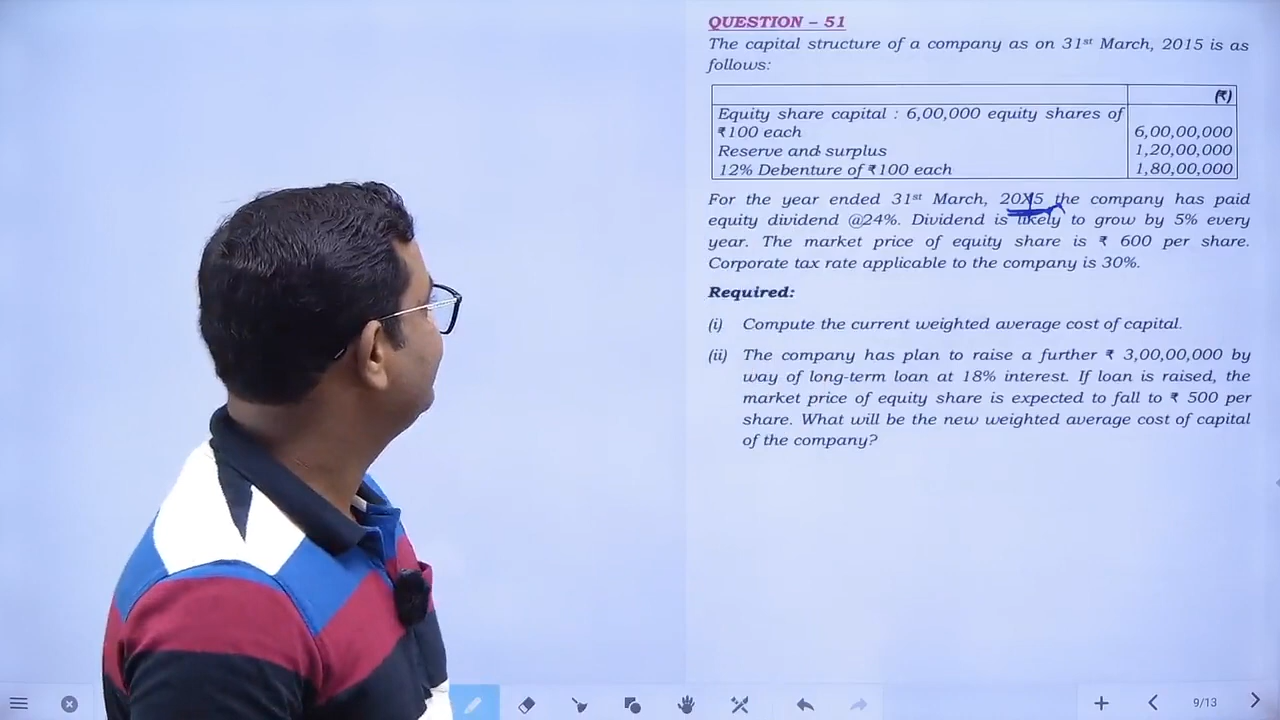 QUESTION – 51
The capital structure of a company as on 31st March, 2015 is as
follows:
(₹)
Equity share capital : 6,00,000 equity shares of
₹100 each 6,00,00,000
Reserve and surplus 1,20,00,000
12% Debenture of ₹100 each 1,80,00,000
For the year ended 31st March, 20X5 the company has paid
equity dividend @24%. Dividend is likely to grow by 5% every
year. The market price of equity share is ₹ 600 per share.
Corporate tax rate applicable to the company is 30%.
Required:
(i) Compute the current weighted average cost of capital.
(ii) The company has plan to raise a further ₹ 3,00,00,000 by
way of long-term loan at 18% interest. If loan is raised, the
market price of equity share is expected to fall to ₹ 500 per
share. What will be the new weighted average cost of capital
of the company?
9/13